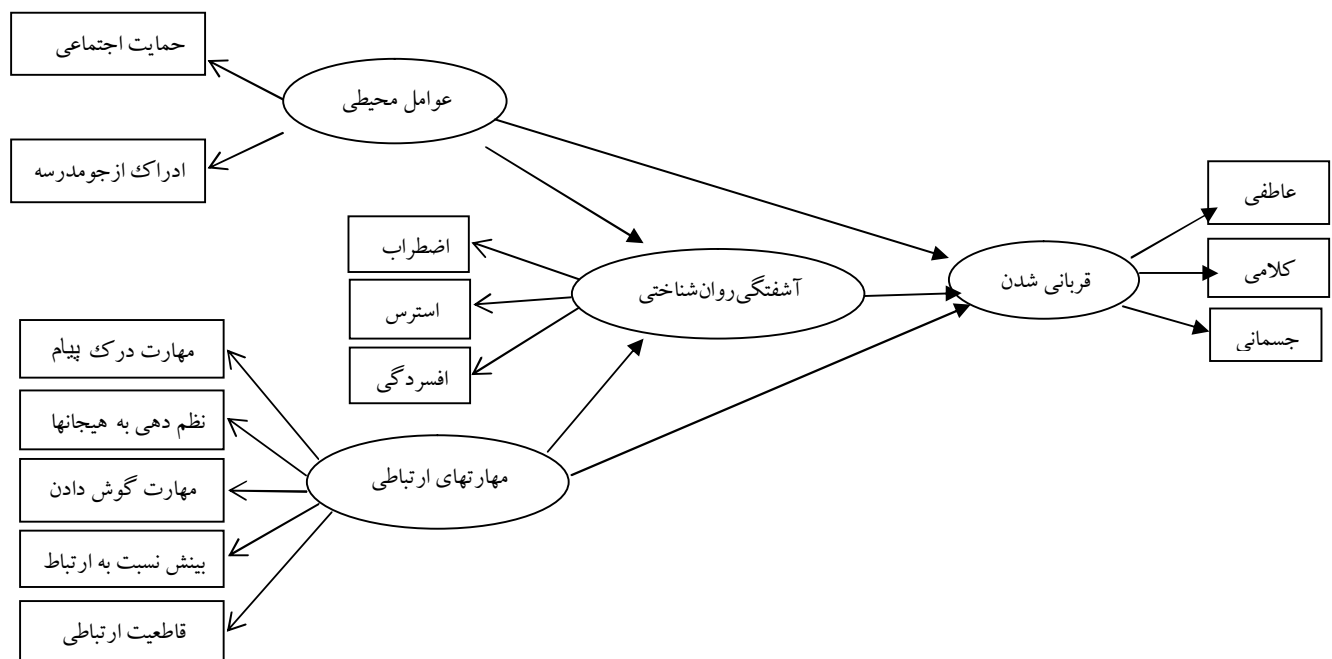 حمایت اجتماعی
عوامل محیطی
ادراک ازجومدرسه
عاطفی
اضطراب
کلامی
قربانی شدن
آشفتگی‌روان‌شناختی
استرس
جسمانی
مهارت درک پیام
افسردگی
نظم دهی به هیجانها
مهارتهای ارتباطی
مهارت گوش دادن
بینش نسبت به ارتباط
قاطعیت ارتباطی